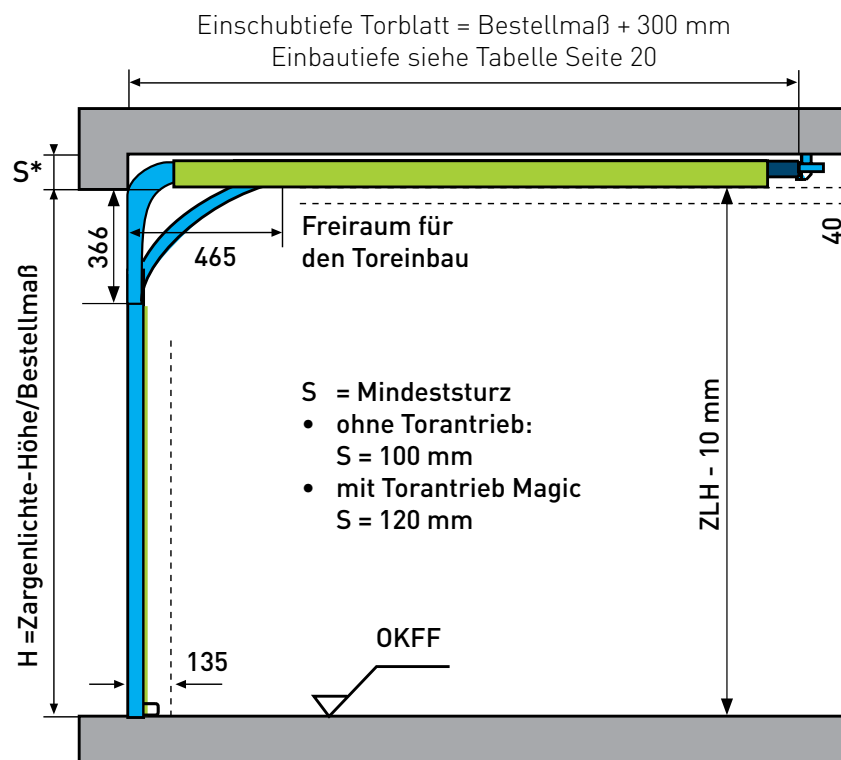 Einschubtiefe Torblatt = Bestellmaß + 300 mm
Einbautiefe siehe Tabelle Seite 20
S*
366
465
Freiraum für
den Toreinbau
40
H =Zargenlichte-Höhe/Bestellmaß
S = Mindeststurz
• ohne Torantrieb:
S = 100 mm
• mit Torantrieb Magic
S = 120 mm
ZLH - 10 mm
OKFF
135